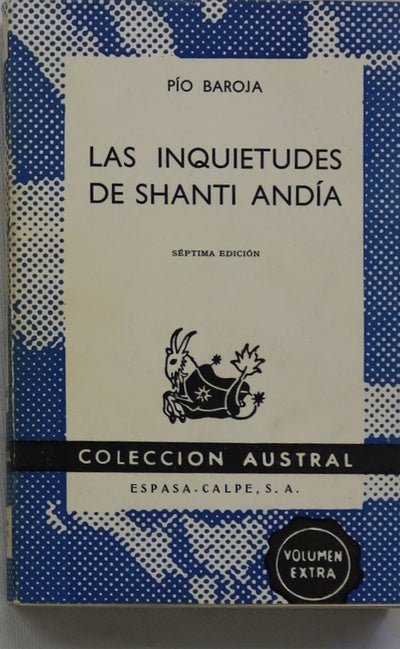 PÍO BAROJA
LAS INQUIETUDES
DE SHANTI ANDÍA
SÉPTIMA EDICIÓN
COLECCION AUSTRAL
ESPASA-CALPE, S. A.
VOLUMEN
EXTRA